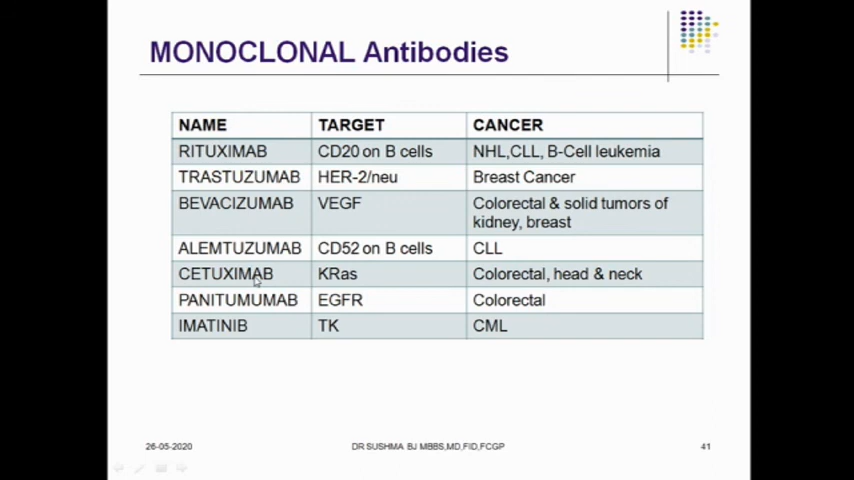 MONOCLONAL Antibodies
NAME TARGET CANCER
RITUXIMAB CD20 on B cells NHL,CLL, B-Cell leukemia
TRASTUZUMAB HER-2/neu Breast Cancer
BEVACIZUMAB VEGF Colorectal & solid tumors of
kidney, breast
ALEMTUZUMAB CD52 on B cells CLL
CETUXIMAB KRas Colorectal, head & neck
PANITUMUMAB EGFR Colorectal
IMATINIB TK CML
26-05-2020 DR SUSHMA BJ MBBS,MD,FID,FCGP 41